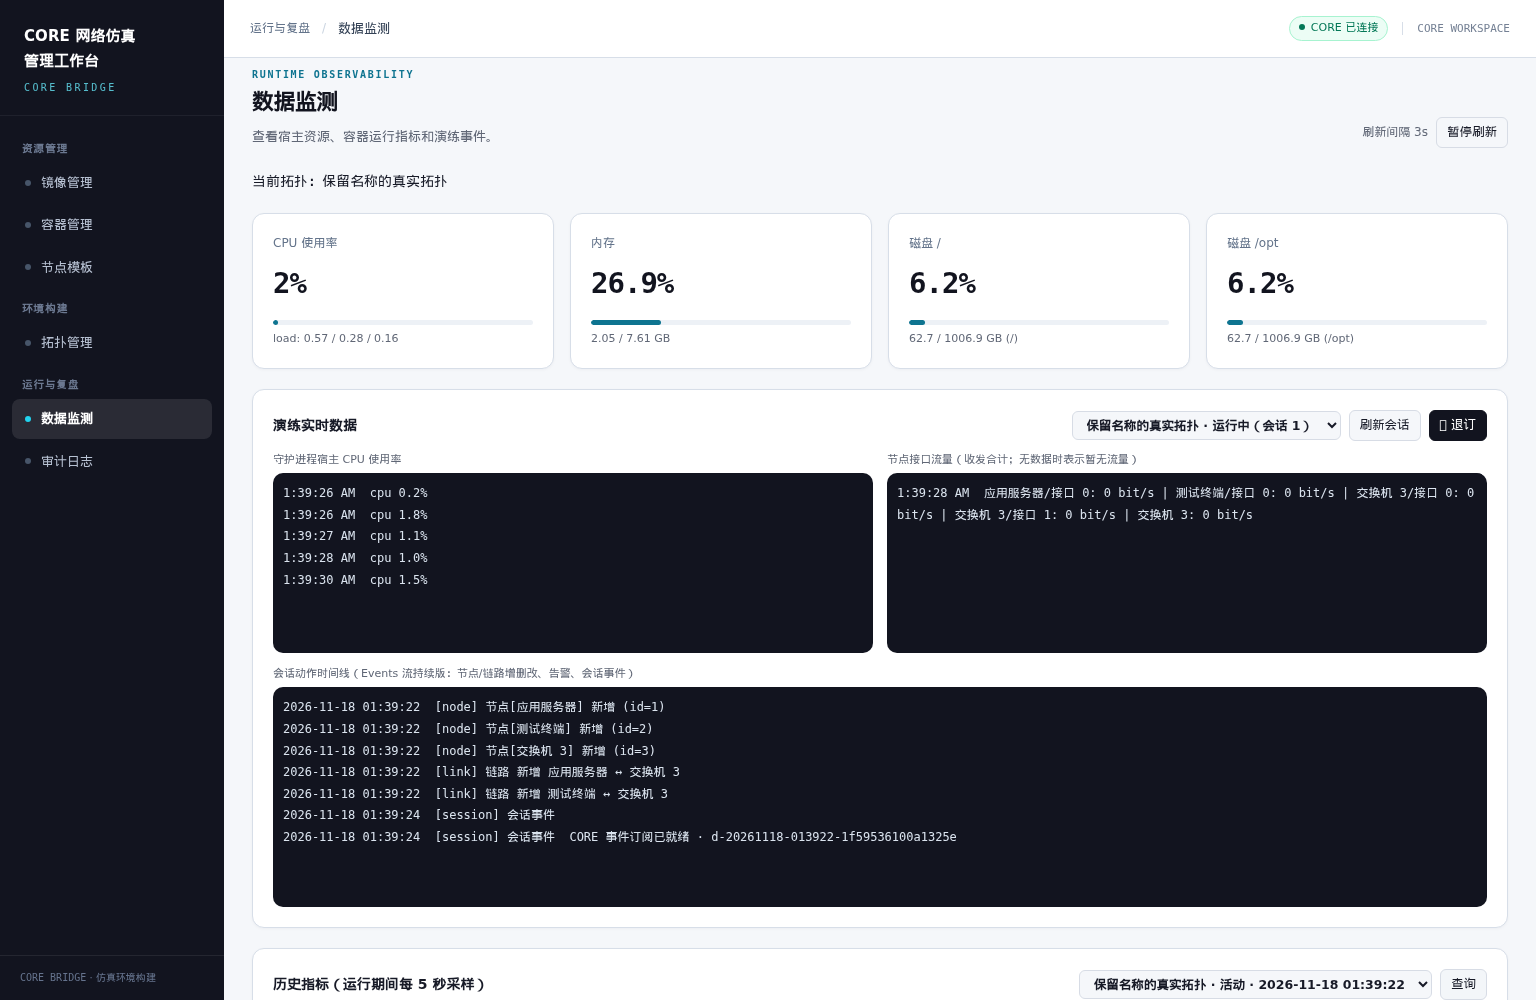 CORE 网络仿真
管理工作台
CORE BRIDGE
资源管理
镜像管理
容器管理
节点模板
环境构建
拓扑管理
运行与复盘
数据监测
审计日志
CORE BRIDGE · 仿真环境构建
运行与复盘 / 数据监测
CORE 已连接
CORE WORKSPACE
RUNTIME OBSERVABILITY
数据监测
查看宿主资源、容器运行指标和演练事件。
刷新间隔 3s
暂停刷新
当前拓扑: 保留名称的真实拓扑
CPU 使用率
2%
load: 0.57 / 0.28 / 0.16
内存
26.9%
2.05 / 7.61 GB
磁盘 /
6.2%
62.7 / 1006.9 GB (/)
磁盘 /opt
6.2%
62.7 / 1006.9 GB (/opt)
演练实时数据
保留名称的真实拓扑 · 运行中（会话 1）
刷新会话
退订
守护进程宿主 CPU 使用率
1:39:26 AM cpu 0.2%
1:39:26 AM cpu 1.8%
1:39:27 AM cpu 1.1%
1:39:28 AM cpu 1.0%
1:39:30 AM cpu 1.5%
节点接口流量（收发合计；无数据时表示暂无流量）
1:39:28 AM 应用服务器/接口 0: 0 bit/s | 测试终端/接口 0: 0 bit/s | 交换机 3/接口 0: 0
bit/s | 交换机 3/接口 1: 0 bit/s | 交换机 3: 0 bit/s
会话动作时间线（Events 流持续版：节点/链路增删改、告警、会话事件）
2026-11-18 01:39:22 [node] 节点[应用服务器] 新增 (id=1)
2026-11-18 01:39:22 [node] 节点[测试终端] 新增 (id=2)
2026-11-18 01:39:22 [node] 节点[交换机 3] 新增 (id=3)
2026-11-18 01:39:22 [link] 链路 新增 应用服务器 ↔ 交换机 3
2026-11-18 01:39:22 [link] 链路 新增 测试终端 ↔ 交换机 3
2026-11-18 01:39:24 [session] 会话事件
2026-11-18 01:39:24 [session] 会话事件 CORE 事件订阅已就绪 · d-20261118-013922-1f59536100a1325e
历史指标（运行期间每 5 秒采样）
保留名称的真实拓扑 · 活动 · 2026-11-18 01:39:22
查询